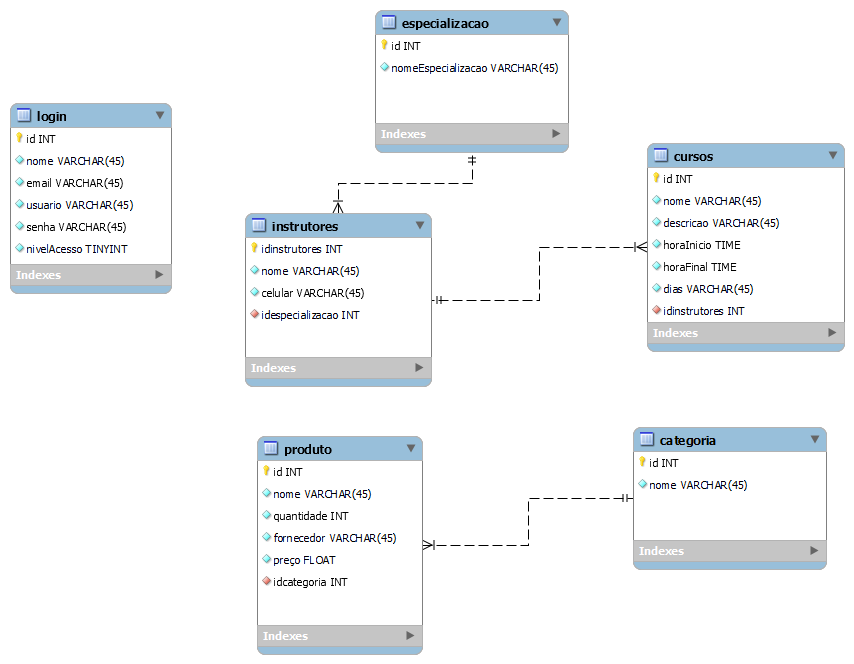 especializacao
id INT
nomeEspecializacao VARCHAR(45)
Indexes
login
id INT
nome VARCHAR(45)
email VARCHAR(45)
usuario VARCHAR(45)
senha VARCHAR(45)
nivelAcesso TINYINT
Indexes
instrutores
idinstrutores INT
nome VARCHAR(45)
celular VARCHAR(45)
idespecializacao INT
Indexes
cursos
id INT
nome VARCHAR(45)
descricao VARCHAR(45)
horaInicio TIME
horaFinal TIME
dias VARCHAR(45)
idinstrutores INT
Indexes
produto
id INT
nome VARCHAR(45)
quantidade INT
fornecedor VARCHAR(45)
preço FLOAT
idcategoria INT
Indexes
categoria
id INT
nome VARCHAR(45)
Indexes